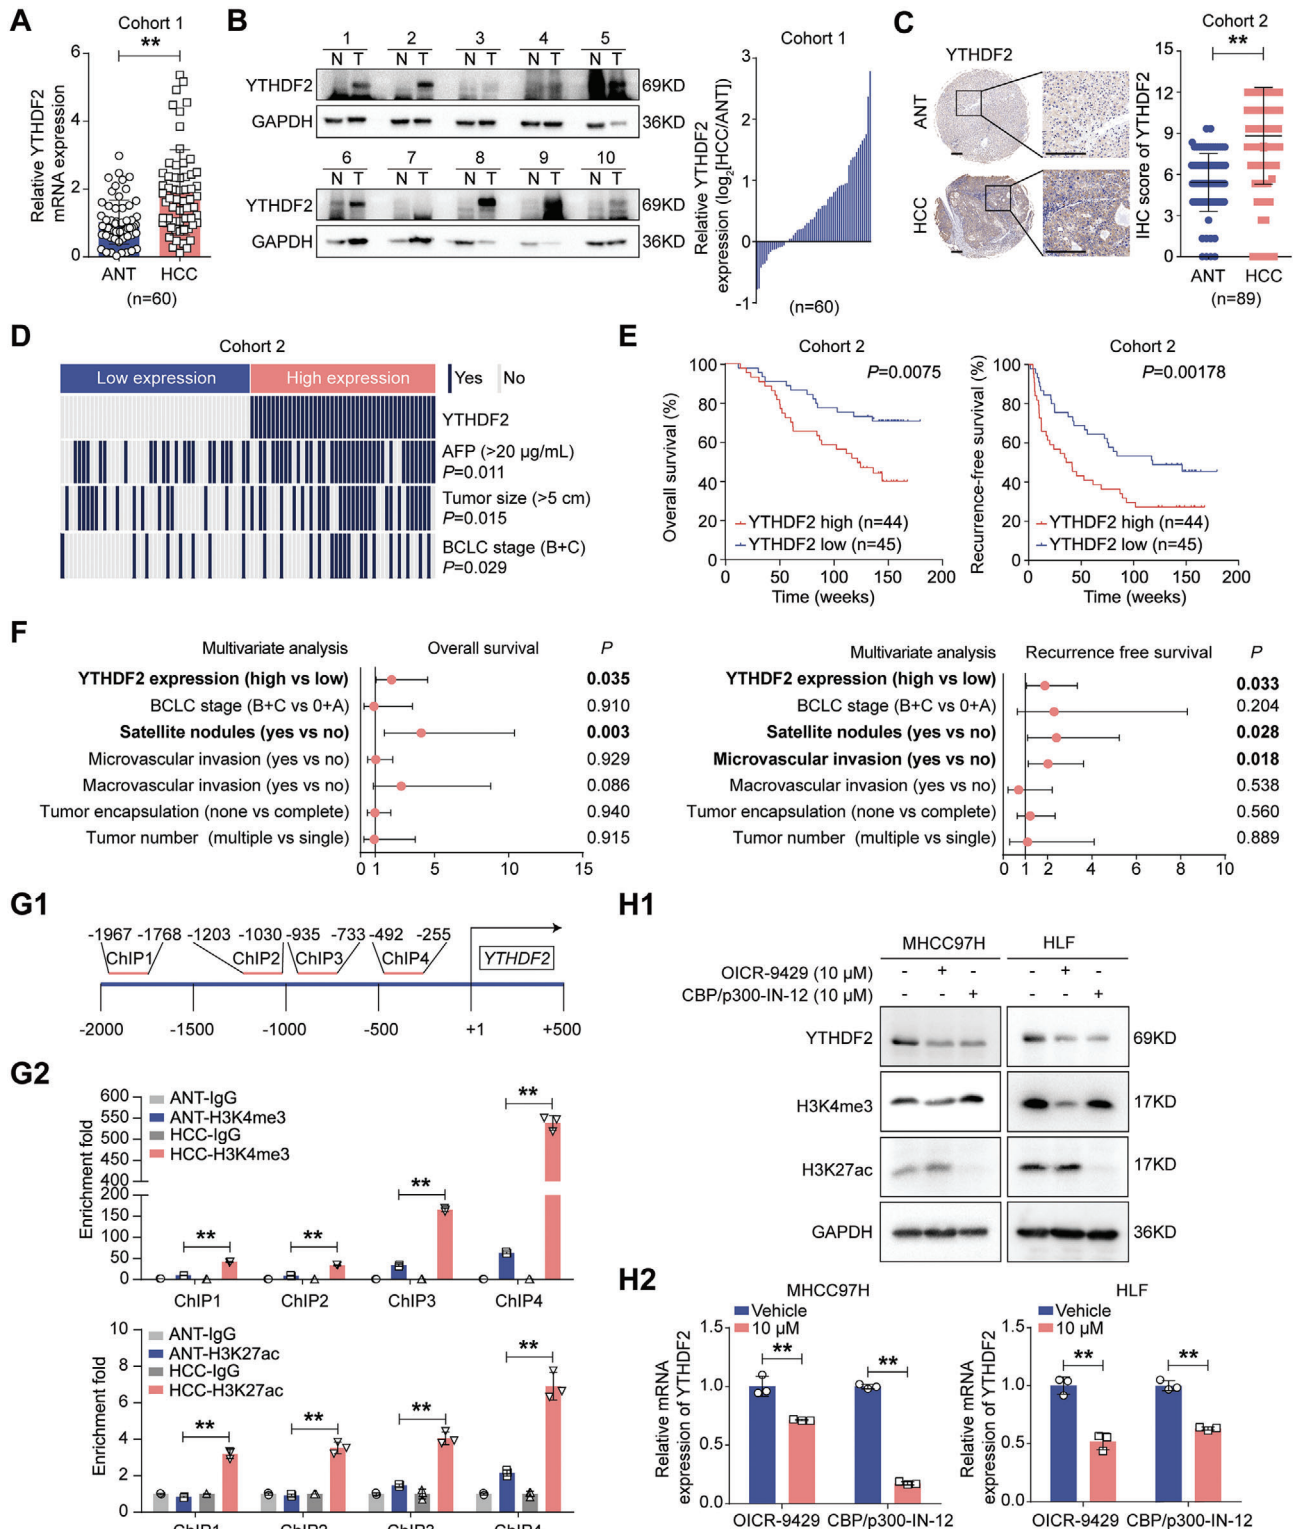 A
Cohort 1
**
Relative YTHDF2
mRNA expression
6
4
2
0
ANT HCC
(n=60)
B
1 2 3 4 5
N T N T N T N T N T
YTHDF2 69KD
GAPDH 36KD
6 7 8 9 10
N T N T N T N T N T
YTHDF2 69KD
GAPDH 36KD
Cohort 1
Relative YTHDF2
expression (log2[HCC/ANT])
3
2
1
0
-1
(n=60)
C
YTHDF2
ANT
HCC
Cohort 2
**
IHC score of YTHDF2
15
12
9
6
3
0
ANT HCC
(n=89)
D
Cohort 2
Low expression High expression Yes No
YTHDF2
AFP (>20 µg/mL)
P=0.011
Tumor size (>5 cm)
P=0.015
BCLC stage (B+C)
P=0.029
E
Cohort 2
P=0.0075
Overall survival (%)
100
80
60
40
20
0
YTHDF2 high (n=44)
YTHDF2 low (n=45)
0 50 100 150 200
Time (weeks)
Cohort 2
P=0.00178
Recurrence-free survival (%)
100
80
60
40
20
0
YTHDF2 high (n=44)
YTHDF2 low (n=45)
0 50 100 150 200
Time (weeks)
F
Multivariate analysis Overall survival P
YTHDF2 expression (high vs low) 0.035
BCLC stage (B+C vs 0+A) 0.910
Satellite nodules (yes vs no) 0.003
Microvascular invasion (yes vs no) 0.929
Macrovascular invasion (yes vs no) 0.086
Tumor encapsulation (none vs complete) 0.940
Tumor number (multiple vs single) 0.915
0 1 5 10 15
Multivariate analysis Recurrence free survival P
YTHDF2 expression (high vs low) 0.033
BCLC stage (B+C vs 0+A) 0.204
Satellite nodules (yes vs no) 0.028
Microvascular invasion (yes vs no) 0.018
Macrovascular invasion (yes vs no) 0.538
Tumor encapsulation (none vs complete) 0.560
Tumor number (multiple vs single) 0.889
0 1 2 4 6 8 10
G1
-1967 -1768 -1203 -1030 -935 -733 -492 -255
ChIP1 ChIP2 ChIP3 ChIP4 YTHDF2
-2000 -1500 -1000 -500 +1 +500
G2
Enrichment fold
600
550
500
450
400
200
150
100
50
0
ANT-IgG
ANT-H3K4me3
HCC-IgG
HCC-H3K4me3
** ** ** **
ChIP1 ChIP2 ChIP3 ChIP4
Enrichment fold
10
8
6
4
2
0
ANT-IgG
ANT-H3K27ac
HCC-IgG
HCC-H3K27ac
** ** ** **
ChIP1 ChIP2 ChIP3 ChIP4
H1
MHCC97H HLF
OICR-9429 (10 µM) - + - - + -
CBP/p300-IN-12 (10 µM) - - + - - +
YTHDF2 69KD
H3K4me3 17KD
H3K27ac 17KD
GAPDH 36KD
H2
MHCC97H
Vehicle
10 µM
Relative mRNA
expression of YTHDF2
1.5
1.0
0.5
0.0
** **
OICR-9429 CBP/p300-IN-12
HLF
Vehicle
10 µM
Relative mRNA
expression of YTHDF2
1.5
1.0
0.5
0.0
** **
OICR-9429 CBP/p300-IN-12